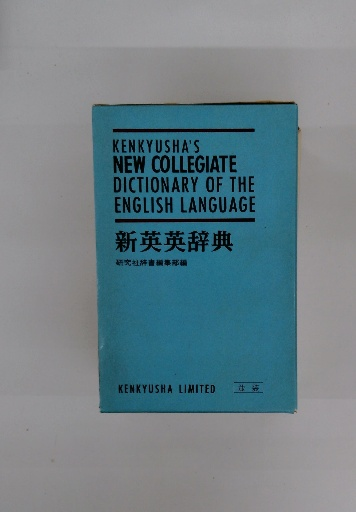 KENKYUSHA'S
NEW COLLEGIATE
DICTIONARY OF THE
ENGLISH LANGUAGE
新英英辞典
研究社辞書編集部編
KENKYUSHA LIMITED